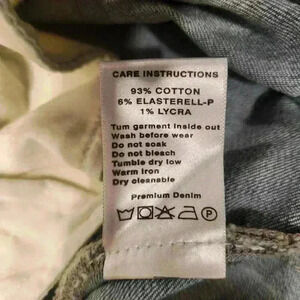 CARE INSTRUCTIONS
93% COTTON
6% ELASTERELL-P
1% LYCRA
Turn garment inside out
Wash before wear
Do not soak
Do not bleach
Tumble dry low
Warm iron
Dry cleanable
Premium Denim
P